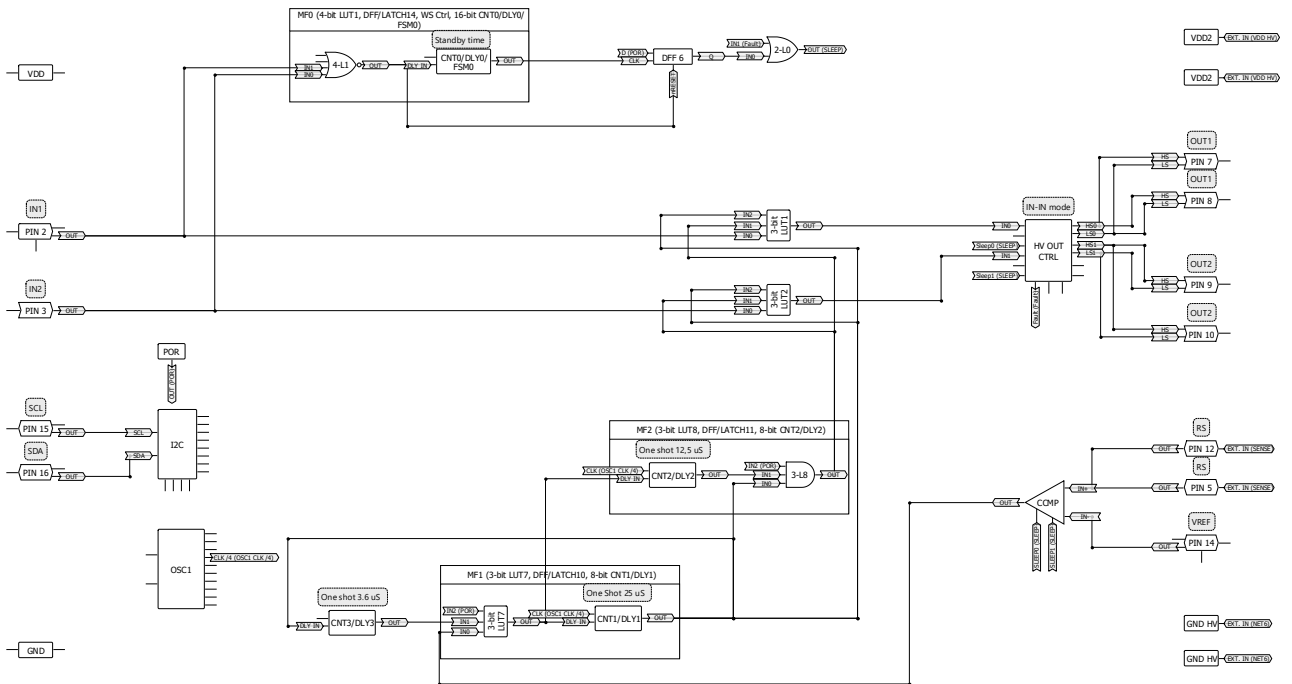 MF0 (4-bit LUT1, DFF/LATCH14, WS Ctrl, 16-bit CNT0/DLY0/
FSM0)
Standby time
4-L1
IN1
IN0
OUT
DLY IN
CNT0/DLY0/
FSM0
OUT
D (POR)
CLK
DFF 6
Q
nRESET
IN1 (Fault)
IN0
2-L0
OUT (SLEEP)
VDD2
EXT. IN (VDD HV)
VDD2
EXT. IN (VDD HV)
VDD
IN1
PIN 2
OUT
IN2
PIN 3
OUT
IN2
IN1
IN0
3-bit
LUT1
OUT
IN2
IN1
IN0
3-bit
LUT2
OUT
IN-IN mode
IN0
Sleep0 (SLEEP
IN1
Sleep1 (SLEEP
HV OUT
CTRL
HS0
LS0
HS1
LS1
Fault (Fault)
OUT1
HS
LS
PIN 7
OUT1
HS
LS
PIN 8
OUT2
HS
LS
PIN 9
OUT2
HS
LS
PIN 10
POR
OUT (POR)
SCL
PIN 15
OUT
SCL
I2C
SDA
PIN 16
OUT
SDA
MF2 (3-bit LUT8, DFF/LATCH11, 8-bit CNT2/DLY2)
One shot 12,5 uS
CLK (OSC1 CLK /4)
DLY IN
CNT2/DLY2
OUT
IN2 (POR)
IN1
IN0
3-L8
OUT
RS
OUT
PIN 12
EXT. IN (SENSE
RS
OUT
PIN 5
EXT. IN (SENSE
VREF
OUT
PIN 14
OUT
CCMP
IN+
IN-
SLEEP0 (SLEEP
SLEEP1 (SLEEP
OSC1
CLK /4 (OSC1 CLK /4)
MF1 (3-bit LUT7, DFF/LATCH10, 8-bit CNT1/DLY1)
One shot 3.6 uS
DLY IN
CNT3/DLY3
OUT
IN2 (POR)
IN1
IN0
3-bit
LUT7
OUT
One Shot 25 uS
CLK (OSC1 CLK /4)
DLY IN
CNT1/DLY1
OUT
GND
GND HV
EXT. IN (NET6)
GND HV
EXT. IN (NET6)